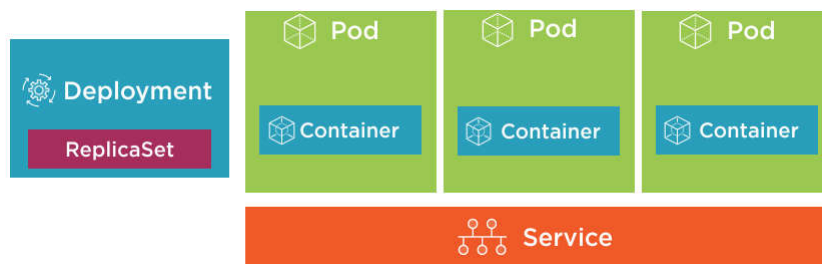 Deployment
ReplicaSet
Pod
Container
Pod
Container
Pod
Container
Service